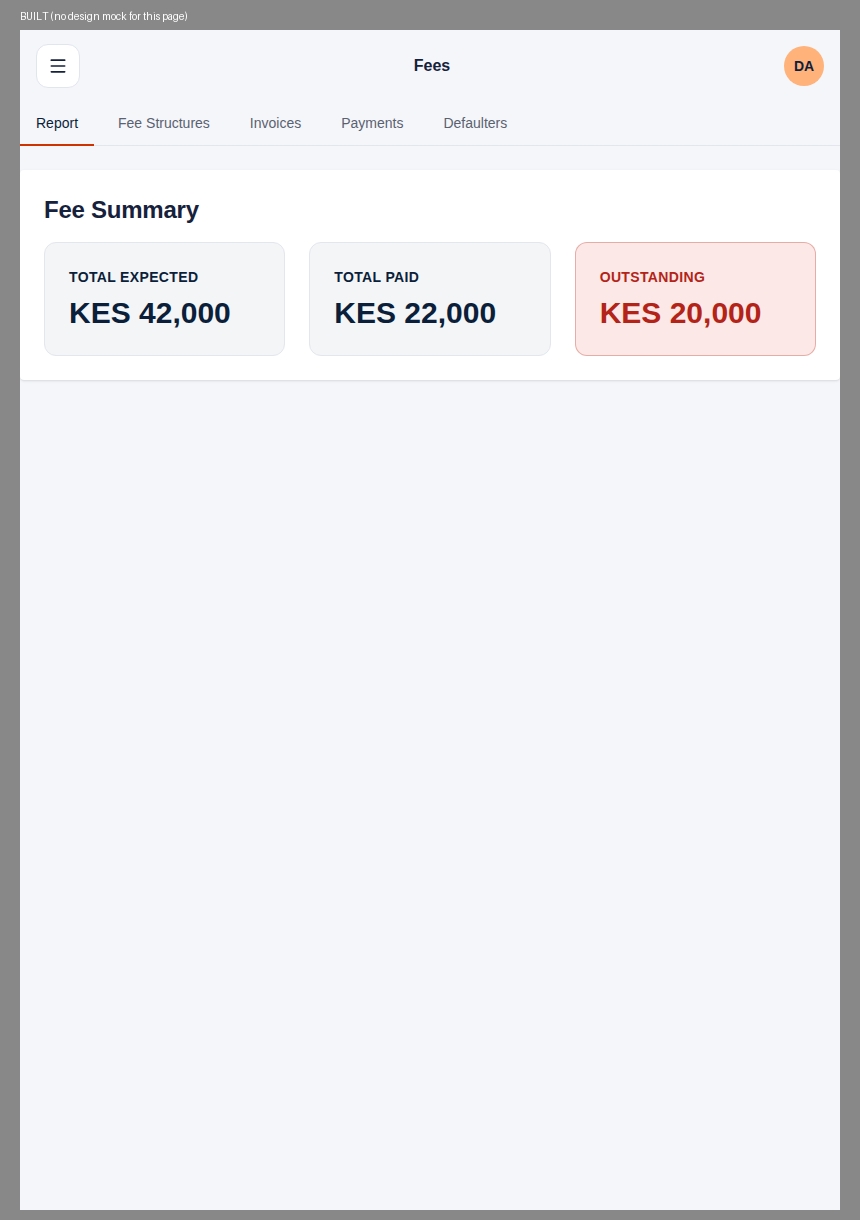 BUILT (no design mock for this page)
Fees
DA
Report Fee Structures Invoices Payments Defaulters
Fee Summary
TOTAL EXPECTED TOTAL PAID OUTSTANDING
KES 42,000 KES 22,000 KES 20,000